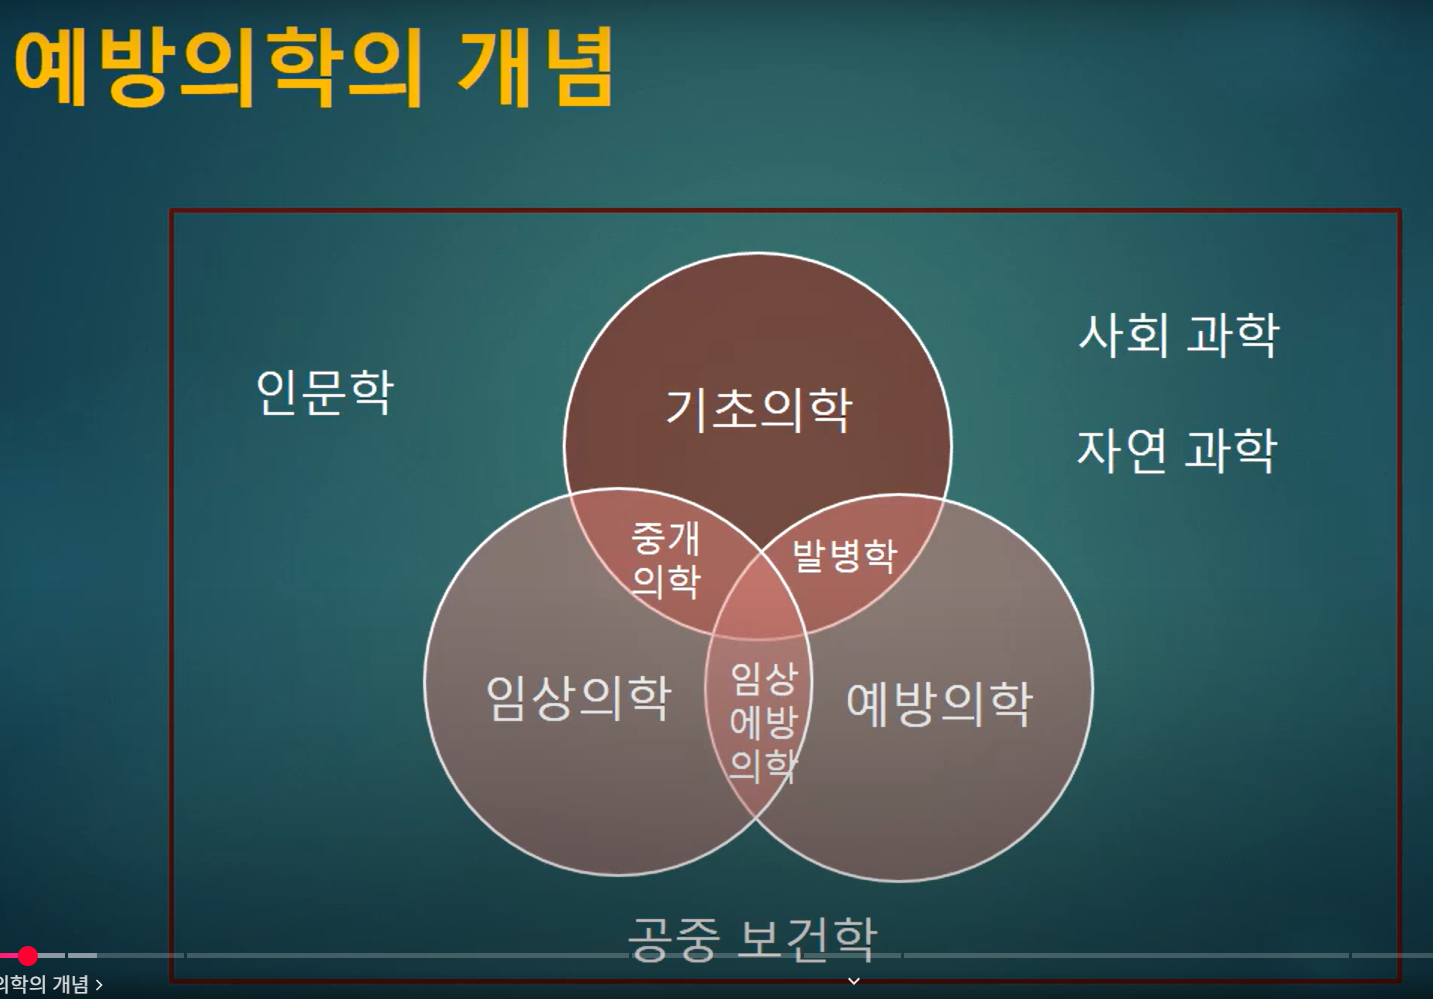 예방의학의 개념
인문학
사회 과학
자연 과학
기초의학
중개
의학
발병학
임상의학
임상
에방
의학
예방의학
공중 보건학
의학의 개념 >